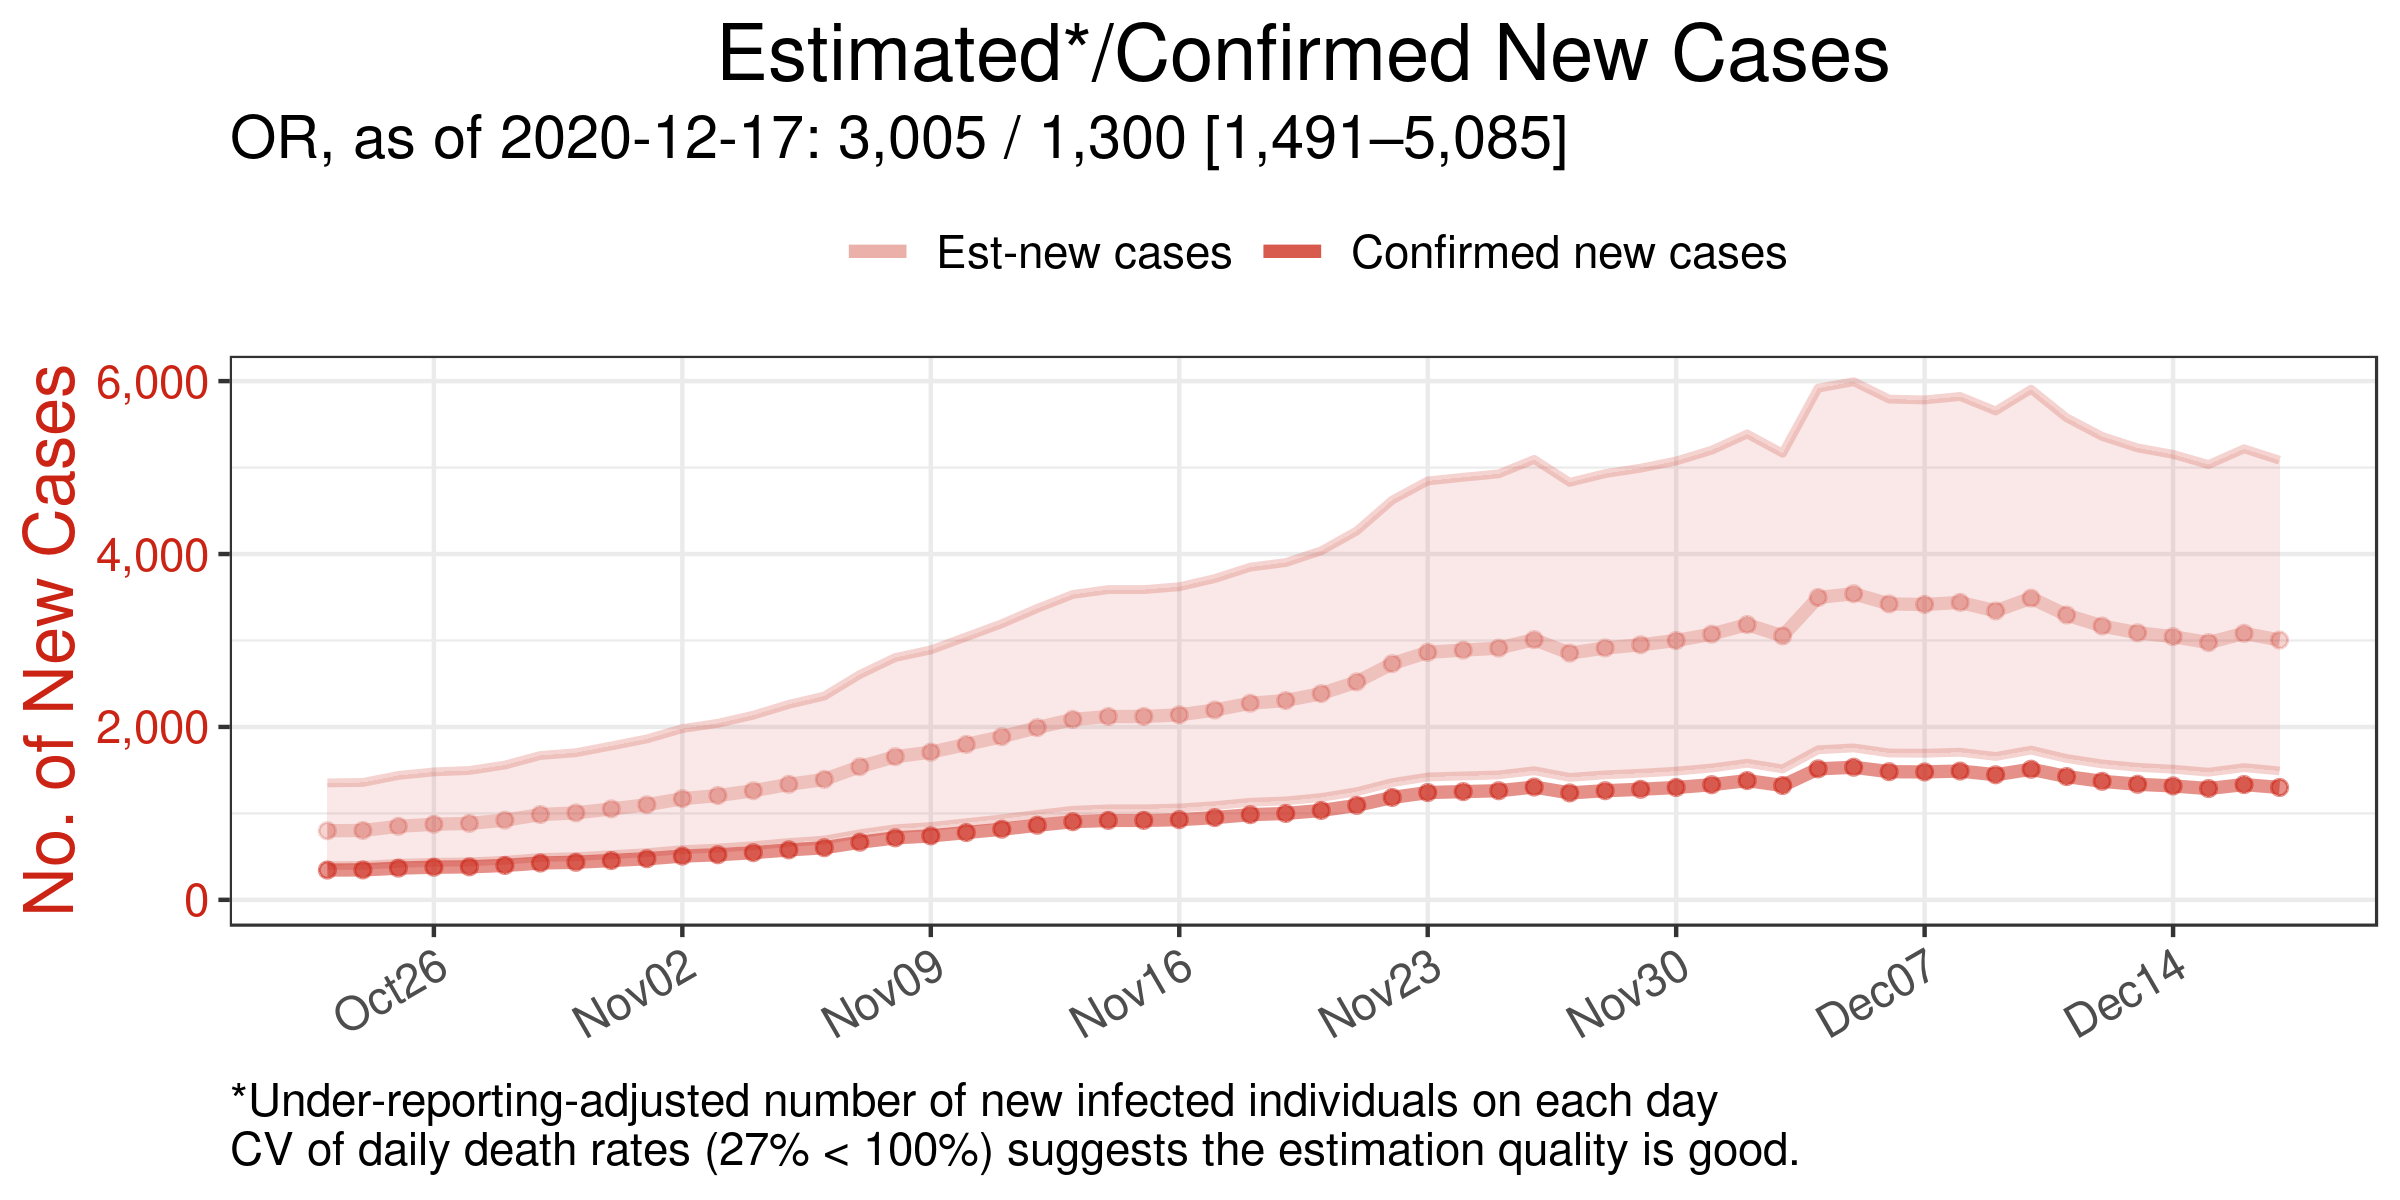 Estimated*/Confirmed New Cases
OR, as of 2020-12-17: 3,005 / 1,300 [1,491–5,085]
Est-new cases
Confirmed new cases
No. of New Cases
6,000
4,000
2,000
0
Oct26
Nov02
Nov09
Nov16
Nov23
Nov30
Dec07
Dec14
*Under-reporting-adjusted number of new infected individuals on each day
CV of daily death rates (27% < 100%) suggests the estimation quality is good.